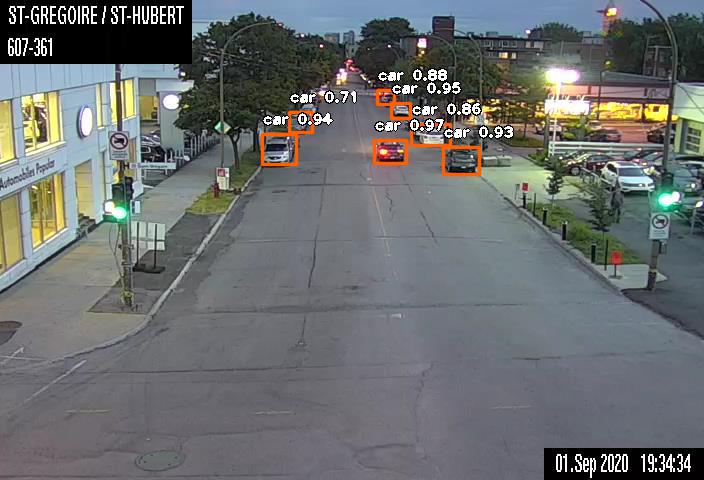 ST-GREGOIRE / ST-HUBERT
607-361
car 0.88
car 0.95
car 0.71
car 0.86
car 0.94
car 0.97
car 0.93
Automobiles Popular
01.Sep 2020 19:34:34